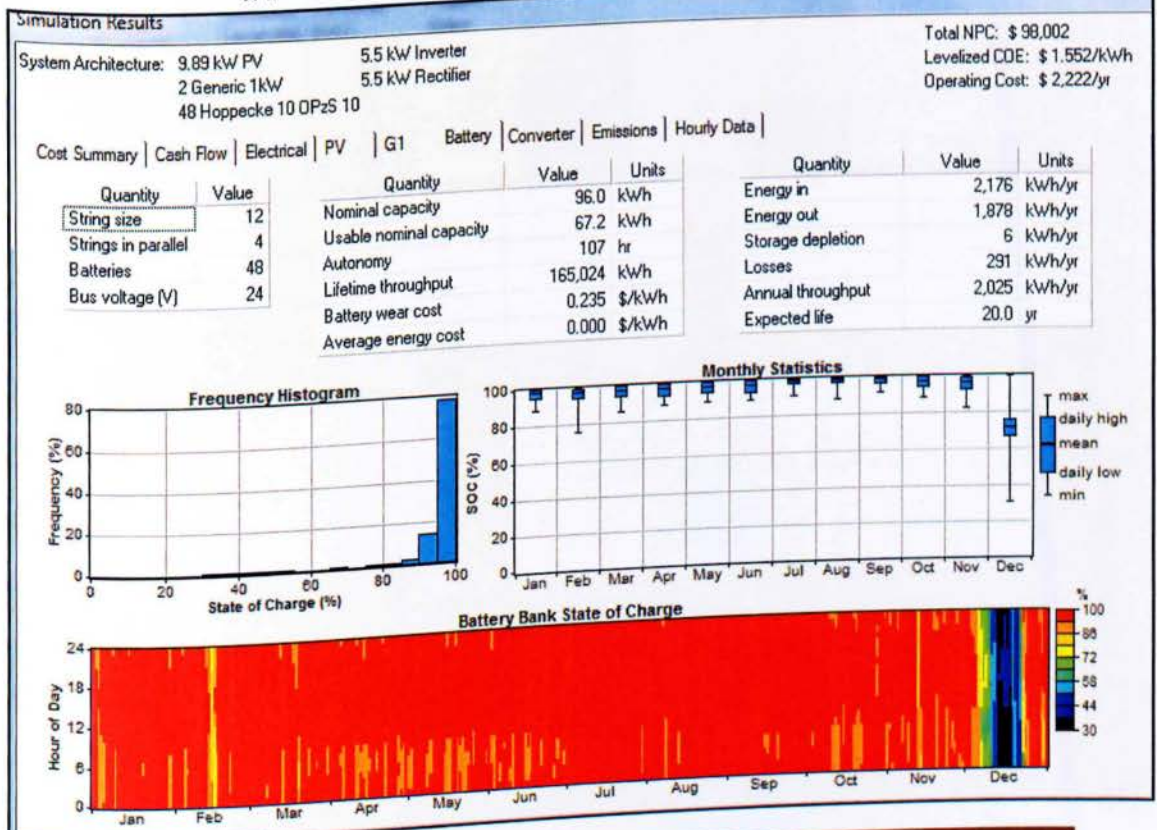 Simulation Results
System Architecture: 9.89 kW PV 5.5 kW Inverter
2 Generic 1kW 5.5 kW Rectifier
48 Hoppecke 10 OPzS 10
Total NPC: $ 98,002
Levelized COE: $ 1.552/kWh
Operating Cost: $ 2,222/yr
Cost Summary Cash Flow Electrical PV G1 Battery Converter Emissions Hourly Data
Quantity Value
String size 12
Strings in parallel 4
Batteries 48
Bus voltage (V) 24
Quantity Value Units
Nominal capacity 96.0 kWh
Usable nominal capacity 67.2 kWh
Autonomy 107 hr
Lifetime throughput 165,024 kWh
Battery wear cost 0.235 $/kWh
Average energy cost 0.000 $/kWh
Quantity Value Units
Energy in 2,176 kWh/yr
Energy out 1,878 kWh/yr
Storage depletion 6 kWh/yr
Losses 291 kWh/yr
Annual throughput 2,025 kWh/yr
Expected life 20.0 yr
Frequency Histogram
Frequency (%)
80
60
40
20
0
0 20 40 60 80 100
State of Charge (%)
Monthly Statistics
SOC (%)
100
80
60
40
20
0
Jan Feb Mar Apr May Jun Jul Aug Sep Oct Nov Dec
max
daily high
mean
daily low
min
Battery Bank State of Charge
Hour of Day
24
18
12
6
0
Jan Feb Mar Apr May Jun Jul Aug Sep Oct Nov Dec
%
100
86
72
58
44
30